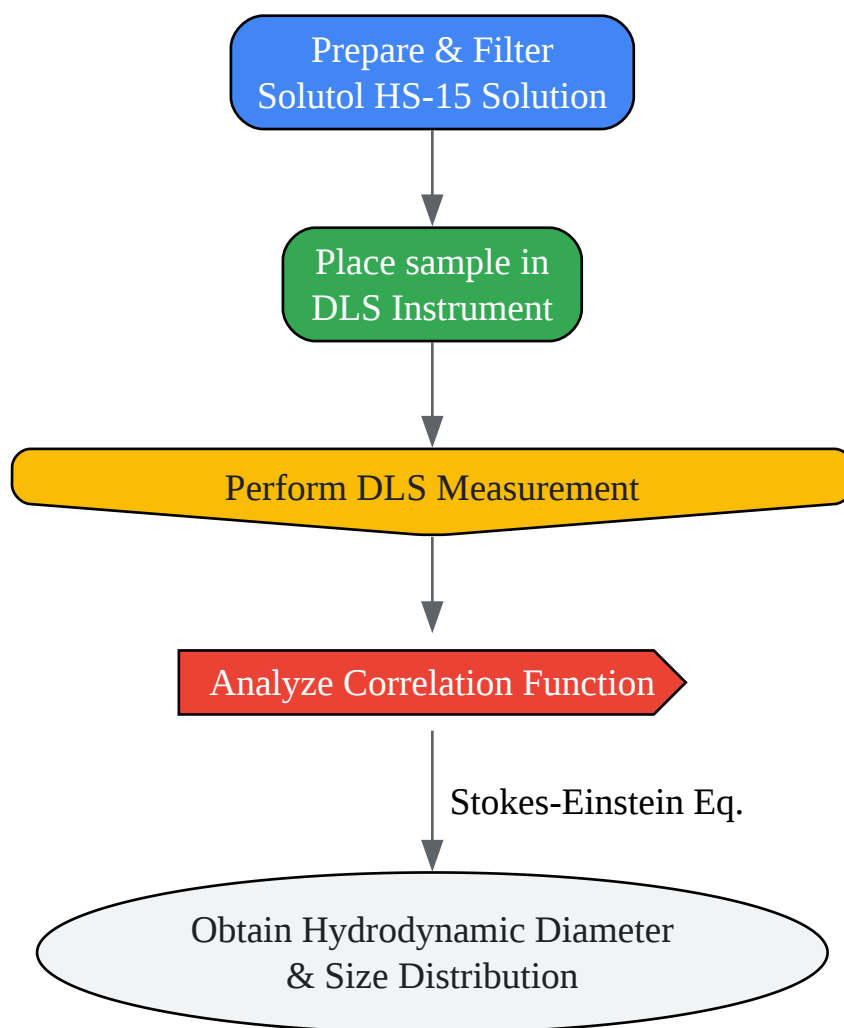 Prepare & Filter
Solutol HS-15 Solution
Place sample in
DLS Instrument
Perform DLS Measurement
Analyze Correlation Function
Stokes-Einstein Eq.
Obtain Hydrodynamic Diameter
& Size Distribution